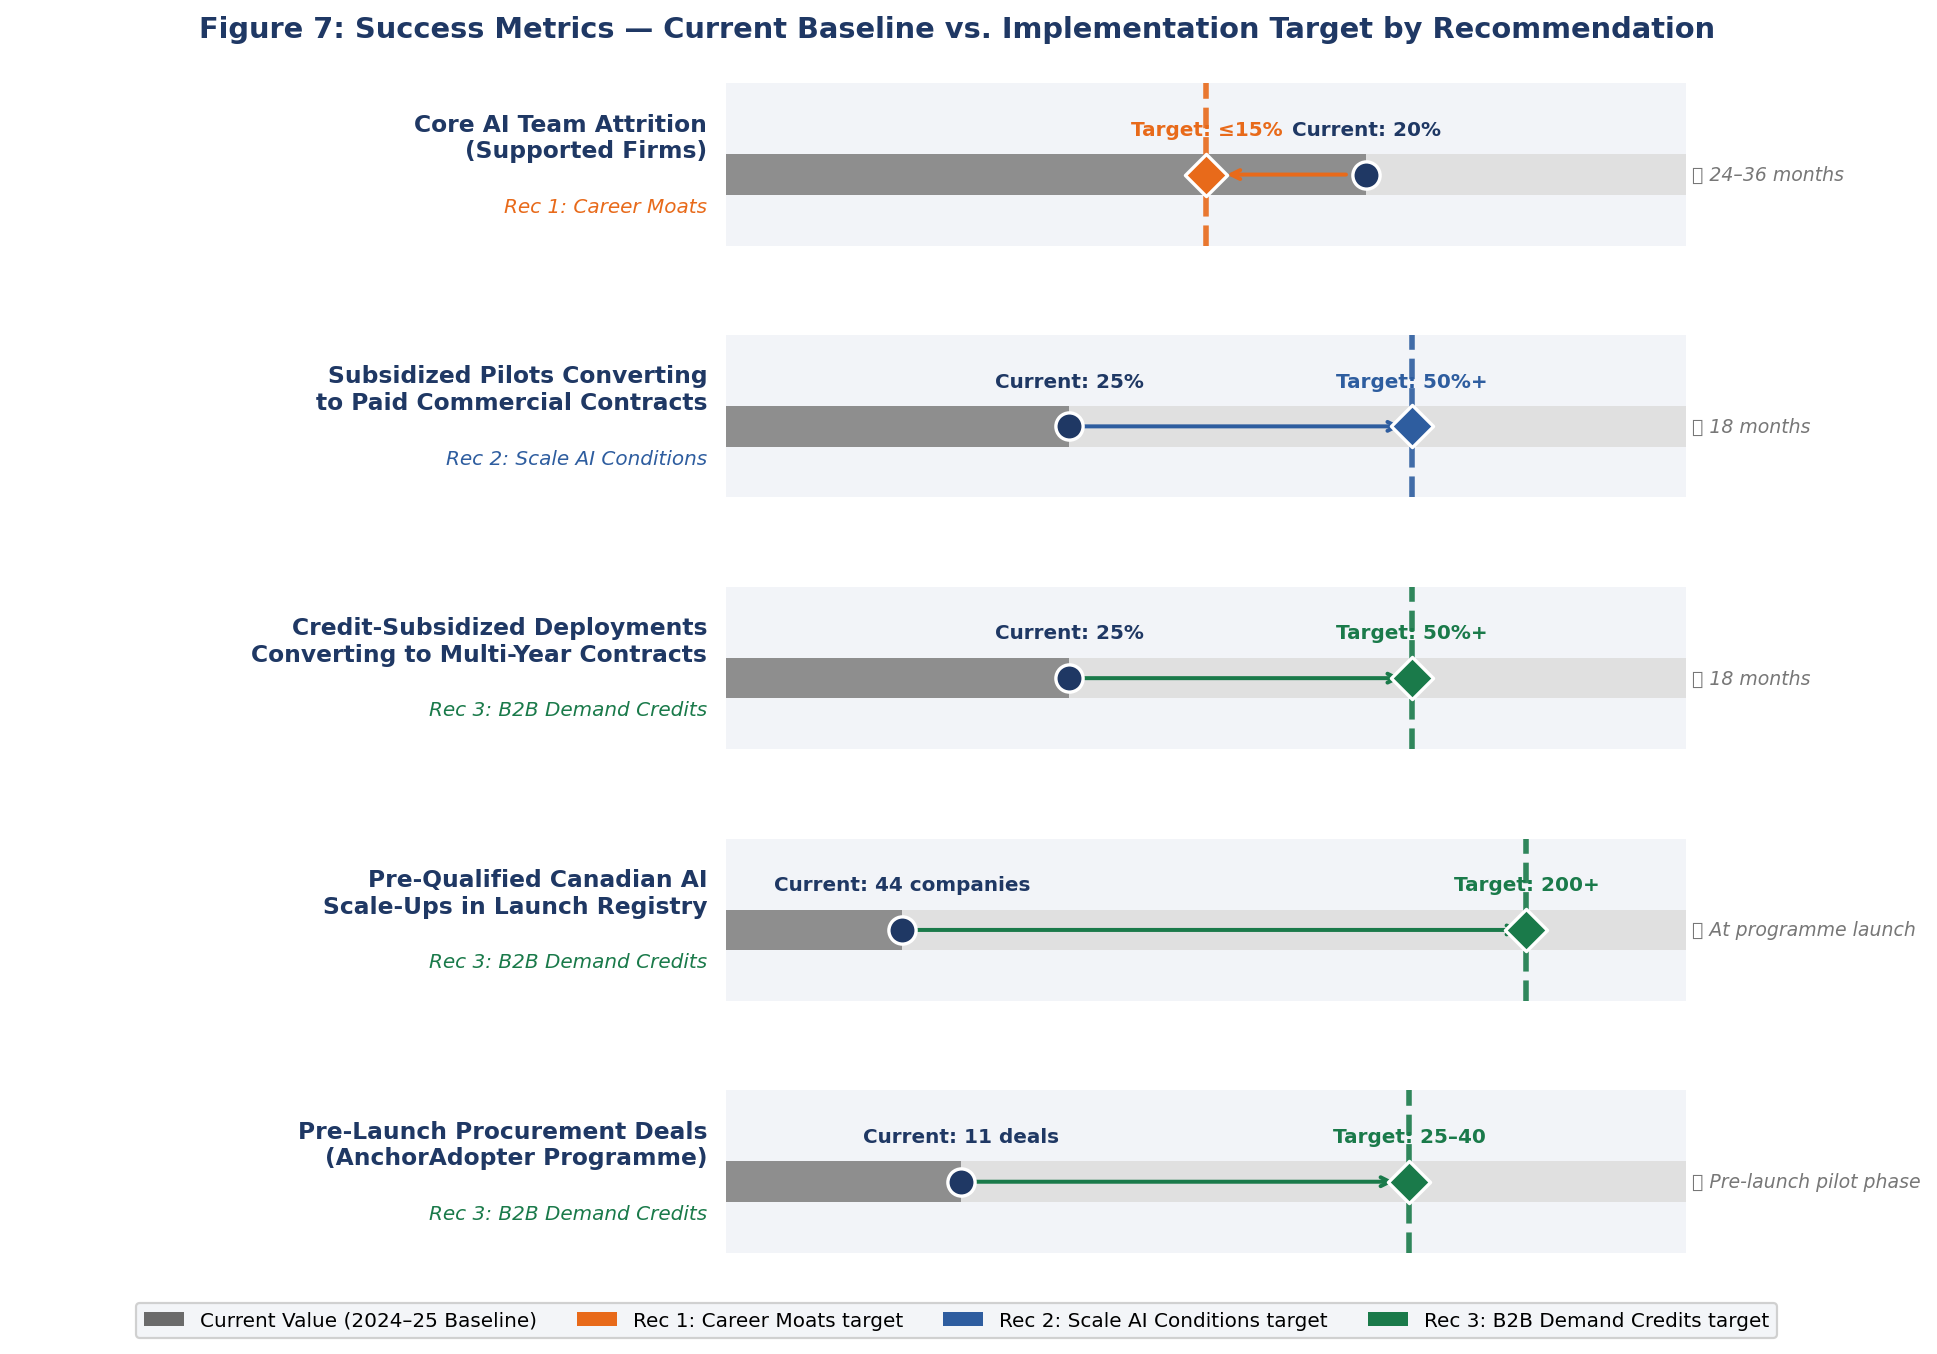 Figure 7: Success Metrics — Current Baseline vs. Implementation Target by Recommendation
Core AI Team Attrition
(Supported Firms)
Rec 1: Career Moats
Target: ≤15%
Current: 20%
24–36 months
Subsidized Pilots Converting
to Paid Commercial Contracts
Rec 2: Scale AI Conditions
Current: 25%
Target: 50%+
18 months
Credit-Subsidized Deployments
Converting to Multi-Year Contracts
Rec 3: B2B Demand Credits
Current: 25%
Target: 50%+
18 months
Pre-Qualified Canadian AI
Scale-Ups in Launch Registry
Rec 3: B2B Demand Credits
Current: 44 companies
Target: 200+
At programme launch
Pre-Launch Procurement Deals
(AnchorAdopter Programme)
Rec 3: B2B Demand Credits
Current: 11 deals
Target: 25–40
Pre-launch pilot phase
Current Value (2024–25 Baseline)
Rec 1: Career Moats target
Rec 2: Scale AI Conditions target
Rec 3: B2B Demand Credits target